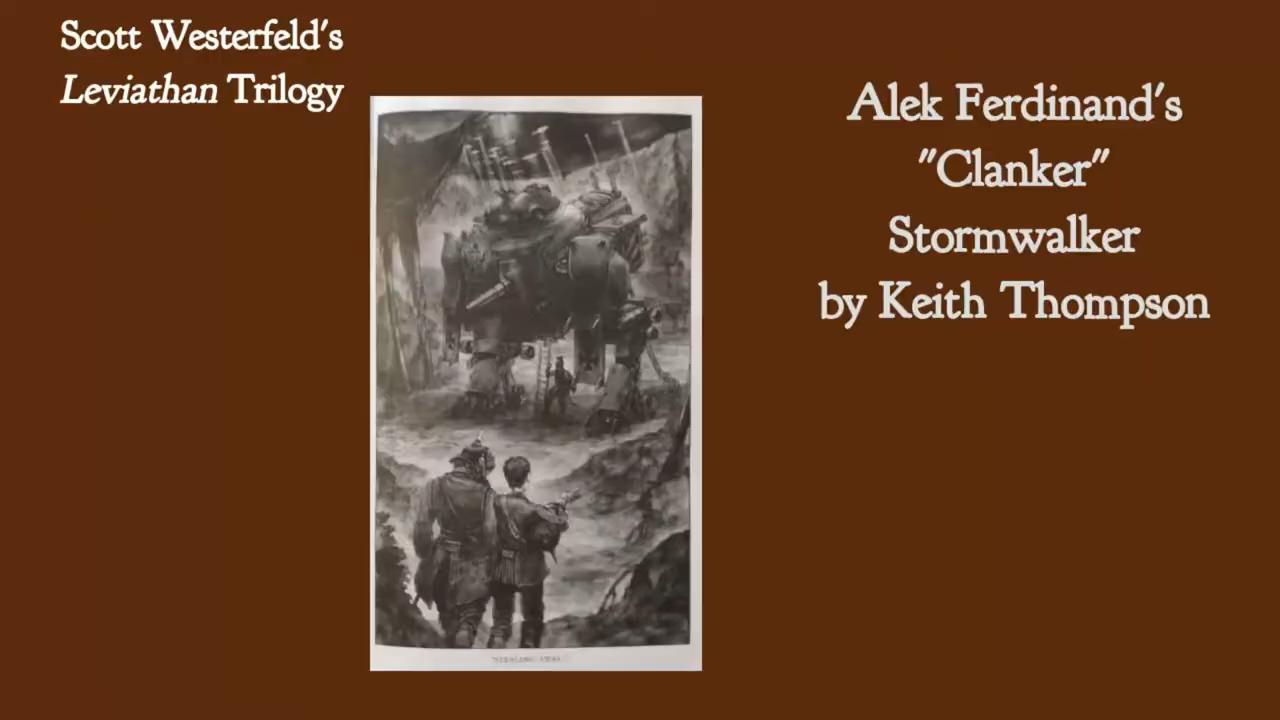 Scott Westerfeld's
Leviathan Trilogy
Alek Ferdinand's
"Clanker"
Stormwalker
by Keith Thompson